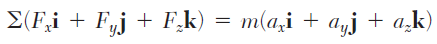 Σ(Fₓi + Fᵧj + F_zk) = m(aₓi + aᵧj + a_zk)